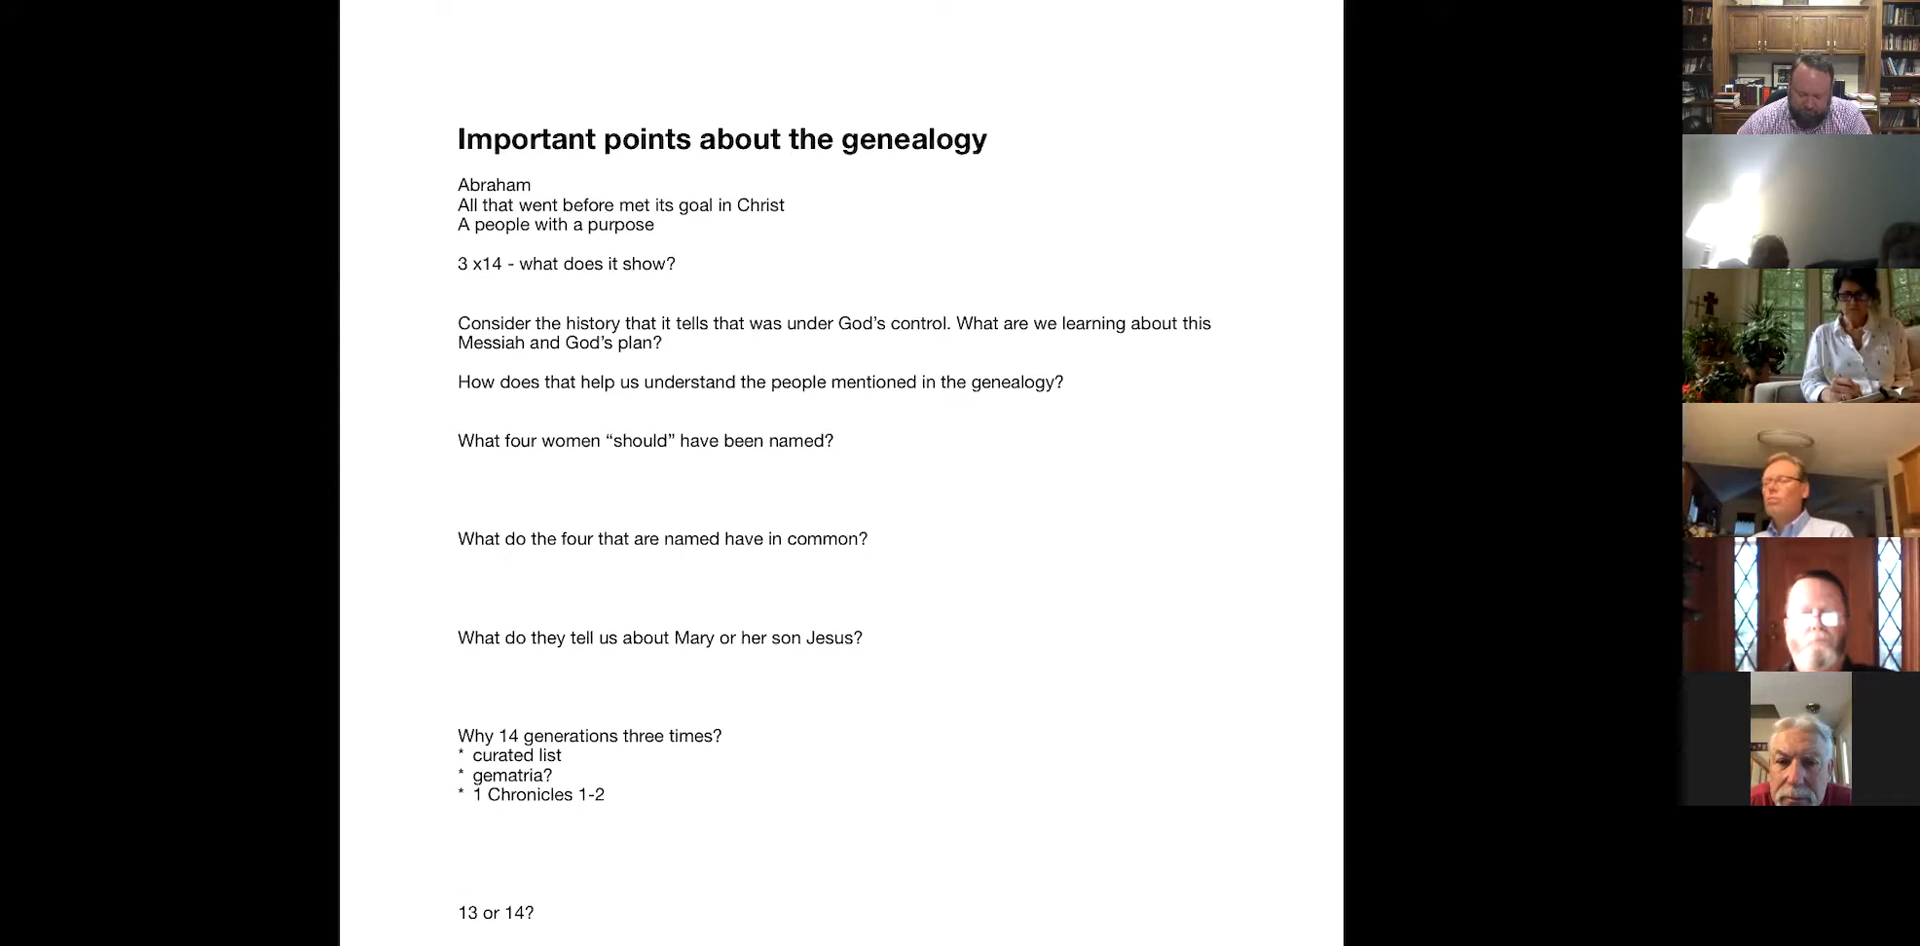 Important points about the genealogy
Abraham
All that went before met its goal in Christ
A people with a purpose
3 x14 - what does it show?
Consider the history that it tells that was under God’s control. What are we learning about this
Messiah and God’s plan?
How does that help us understand the people mentioned in the genealogy?
What four women “should” have been named?
What do the four that are named have in common?
What do they tell us about Mary or her son Jesus?
Why 14 generations three times?
* curated list
* gematria?
* 1 Chronicles 1-2
13 or 14?